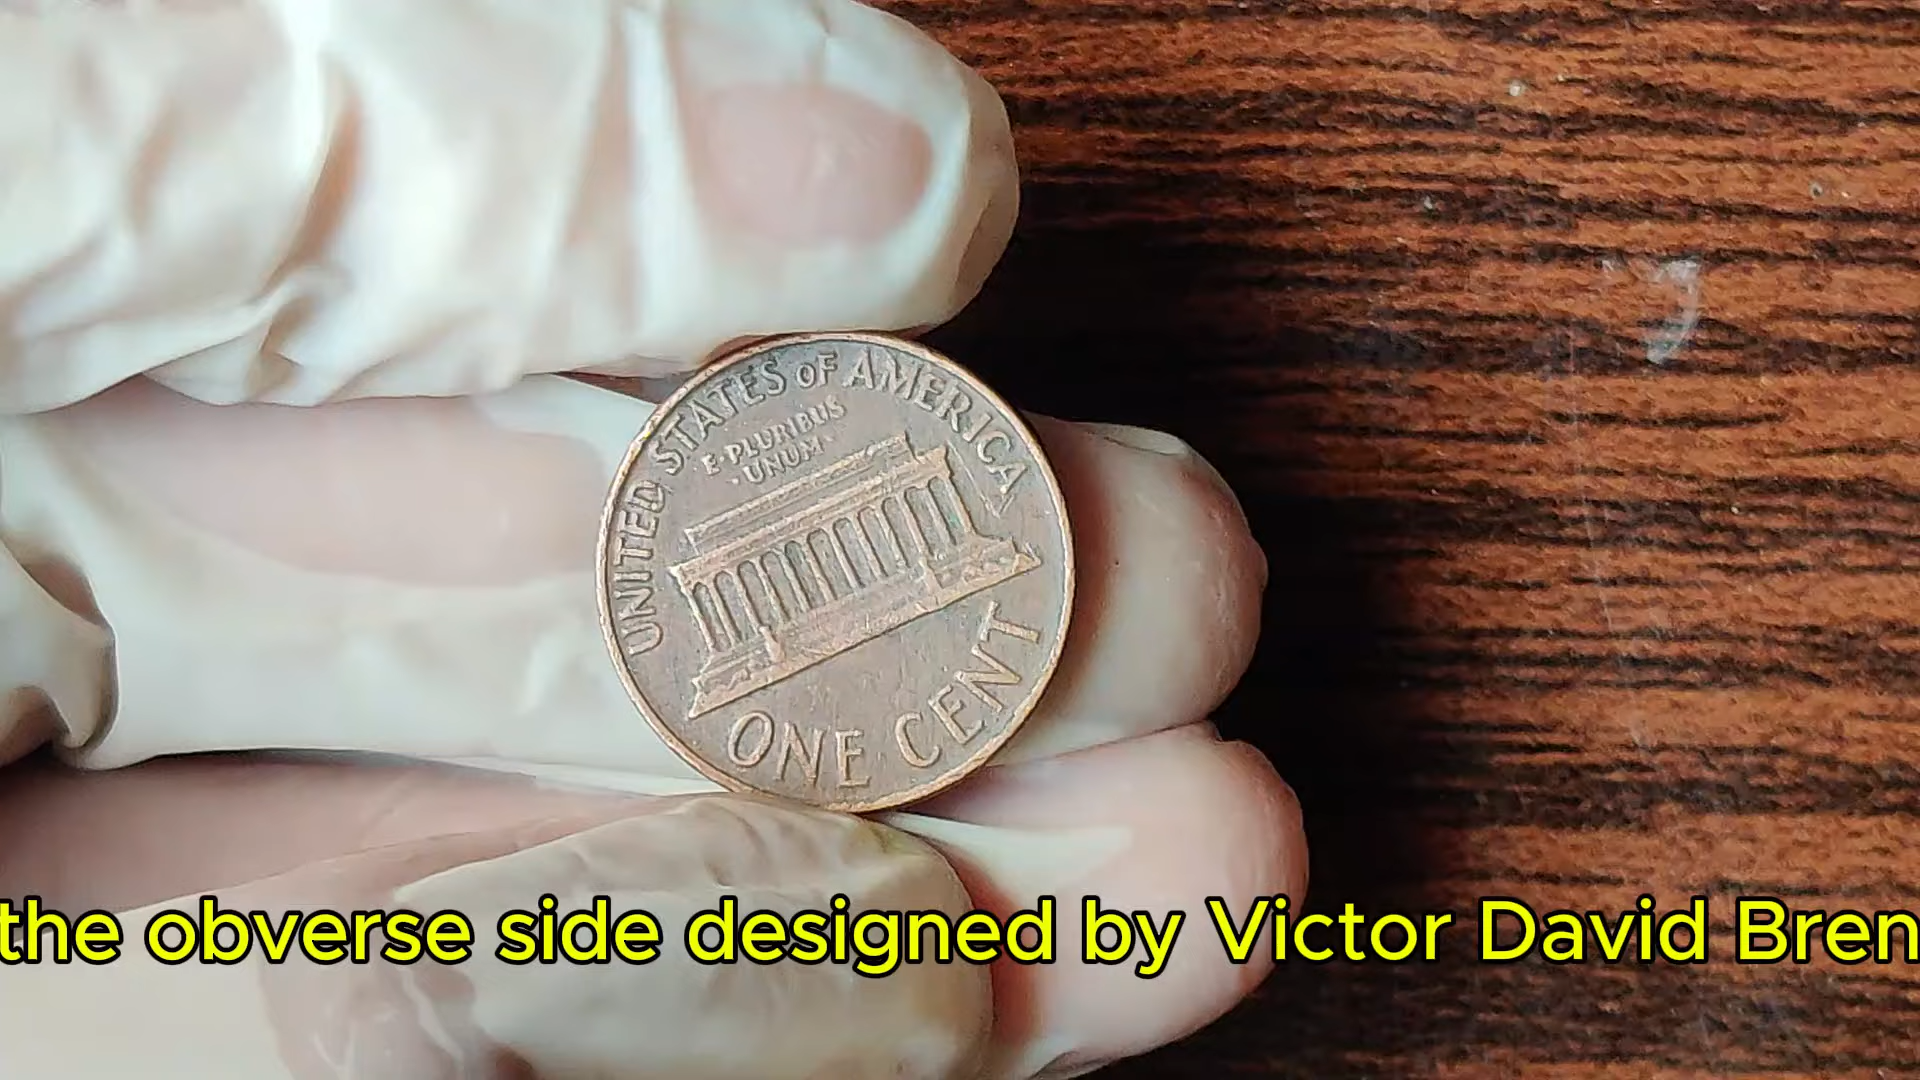 UNITED STATES OF AMERICA
E·PLURIBUS
·UNUM·
ONE CENT
the obverse side designed by Victor David Bren